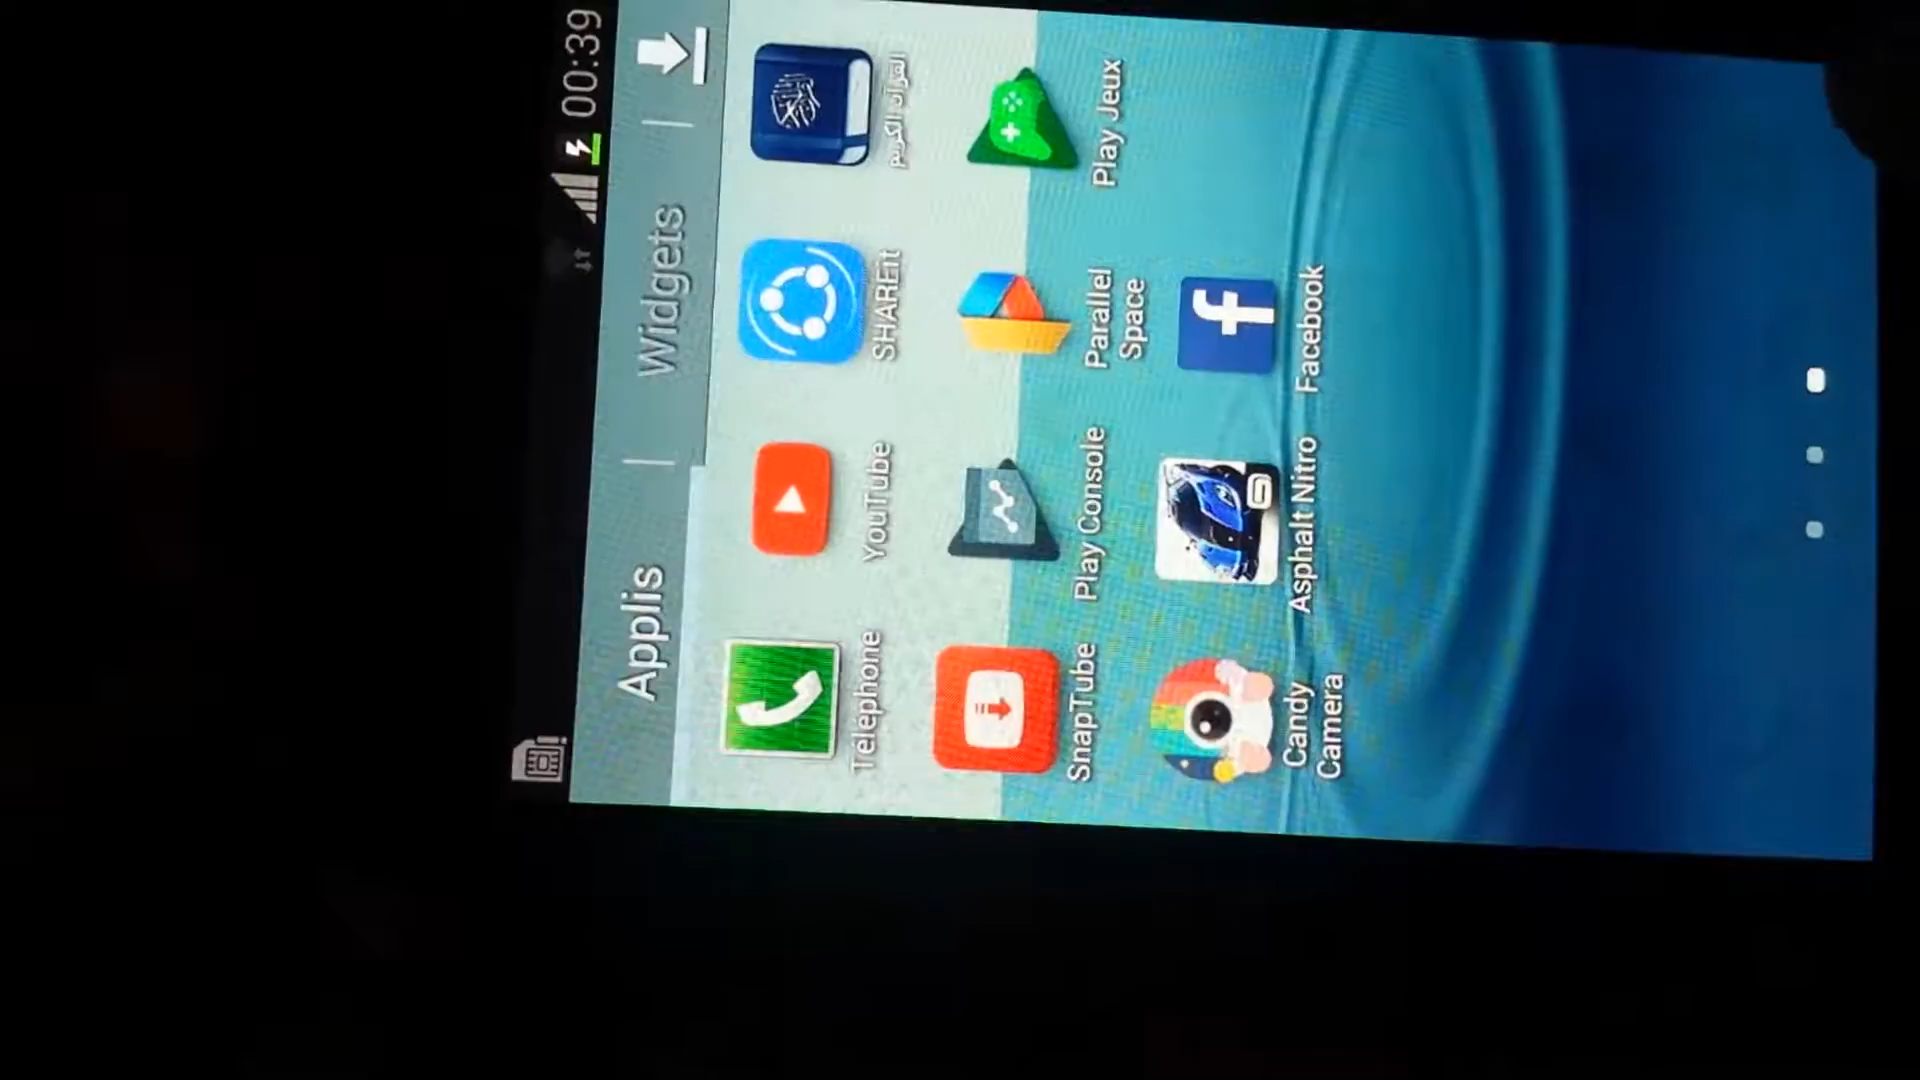 00:39
Applis
Widgets
Téléphone
YouTube
SHAREit
القرآن الكريم
SnapTube
Play Console
Parallel
Space
Play Jeux
Candy
Camera
Asphalt Nitro
Facebook